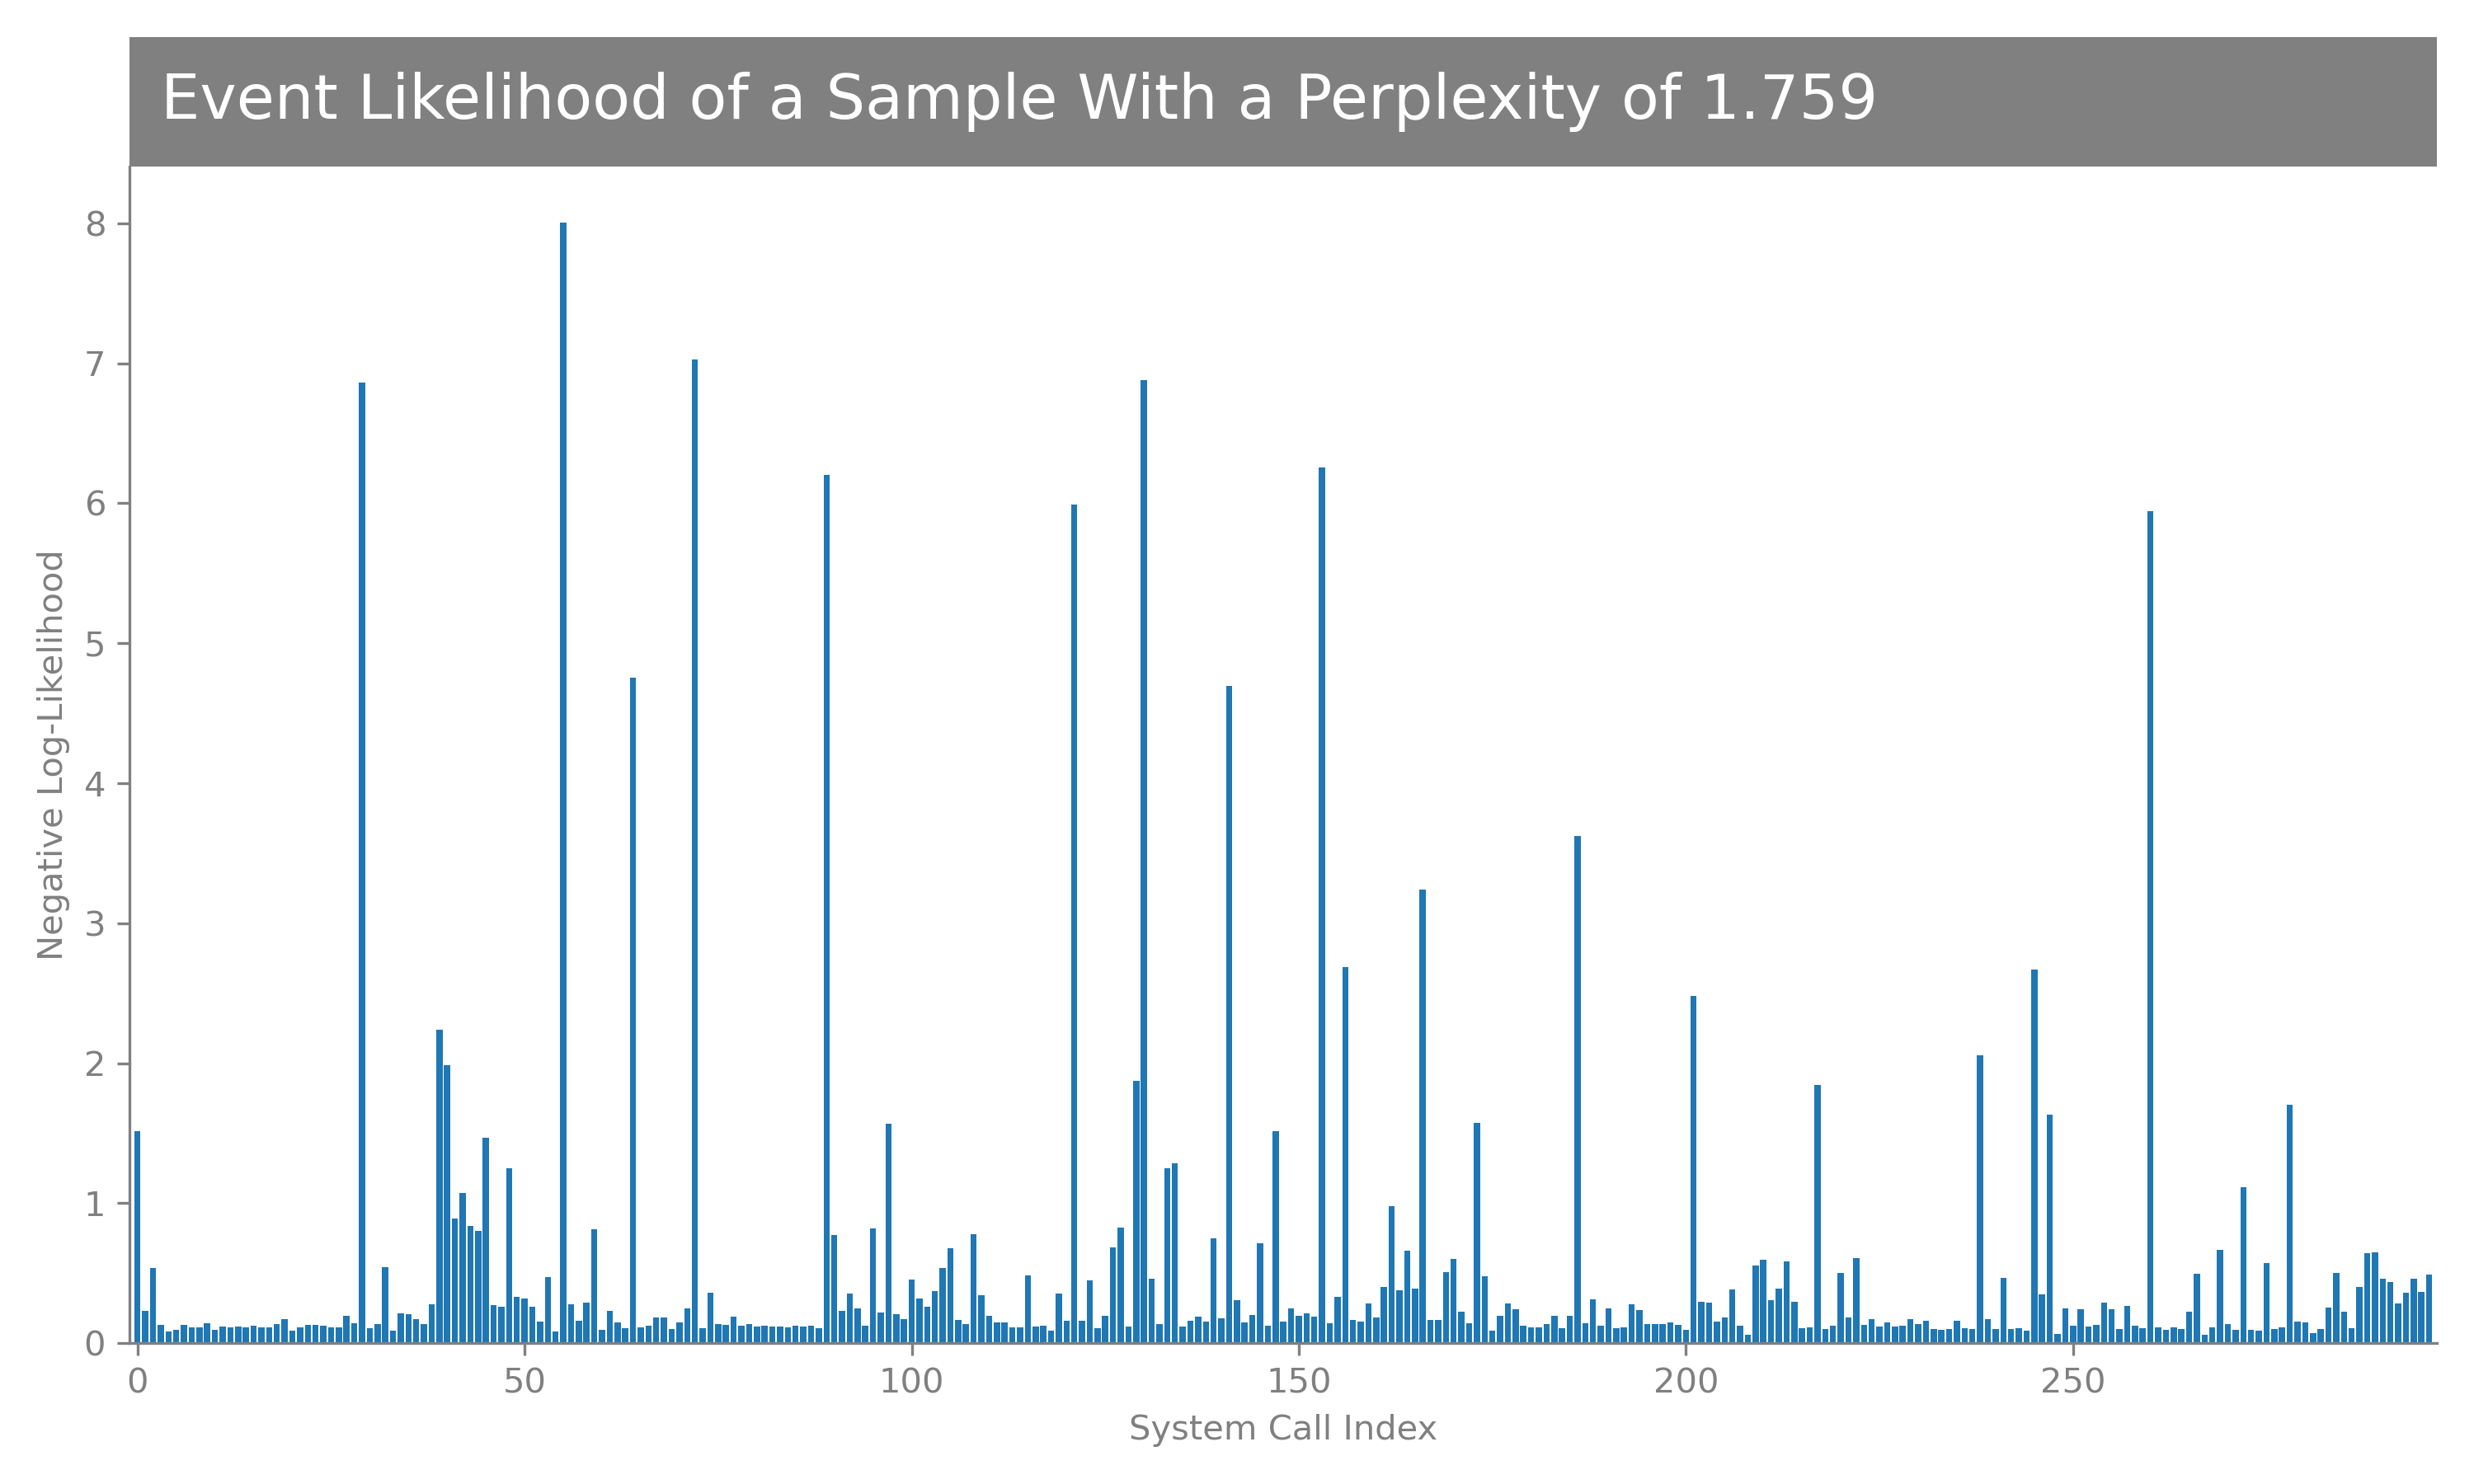 Event Likelihood of a Sample With a Perplexity of 1.759
8
7
6
5
4
3
2
1
0
Negative Log-Likelihood
0 50 100 150 200 250
System Call Index